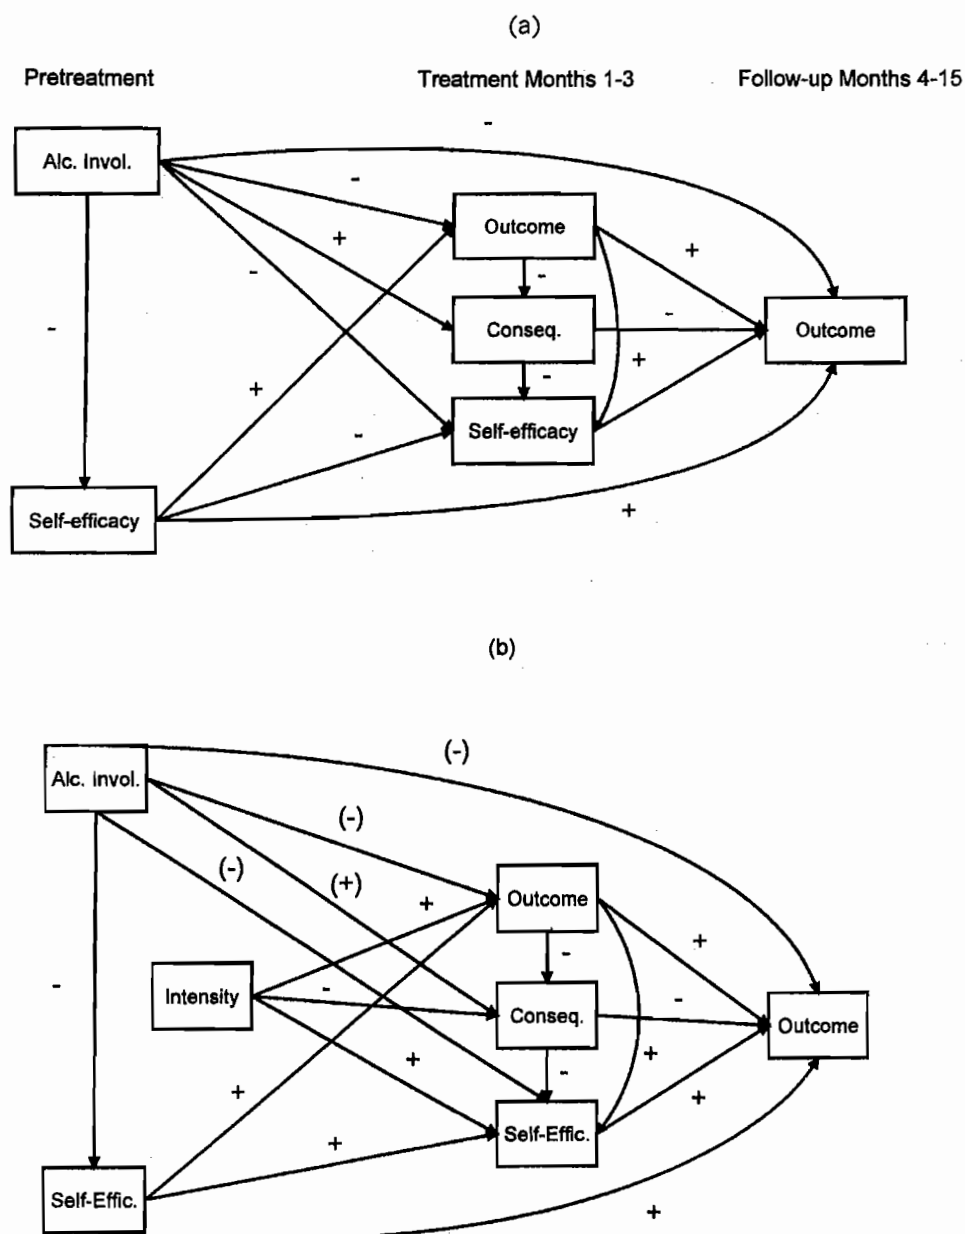 (a)
Pretreatment Treatment Months 1-3 Follow-up Months 4-15
-
Alc. Invol.
-
Outcome
+
+
-
-
Conseq.
-
Outcome
-
+
-
+
Self-efficacy
-
Self-efficacy
+
(b)
(-)
Alc. Invol.
(-)
(-)
(+)
Outcome
+
+
-
-
Intensity
-
-
Conseq.
Outcome
+
+
-
+
+
Self-Effic.
+
Self-Effic.
+